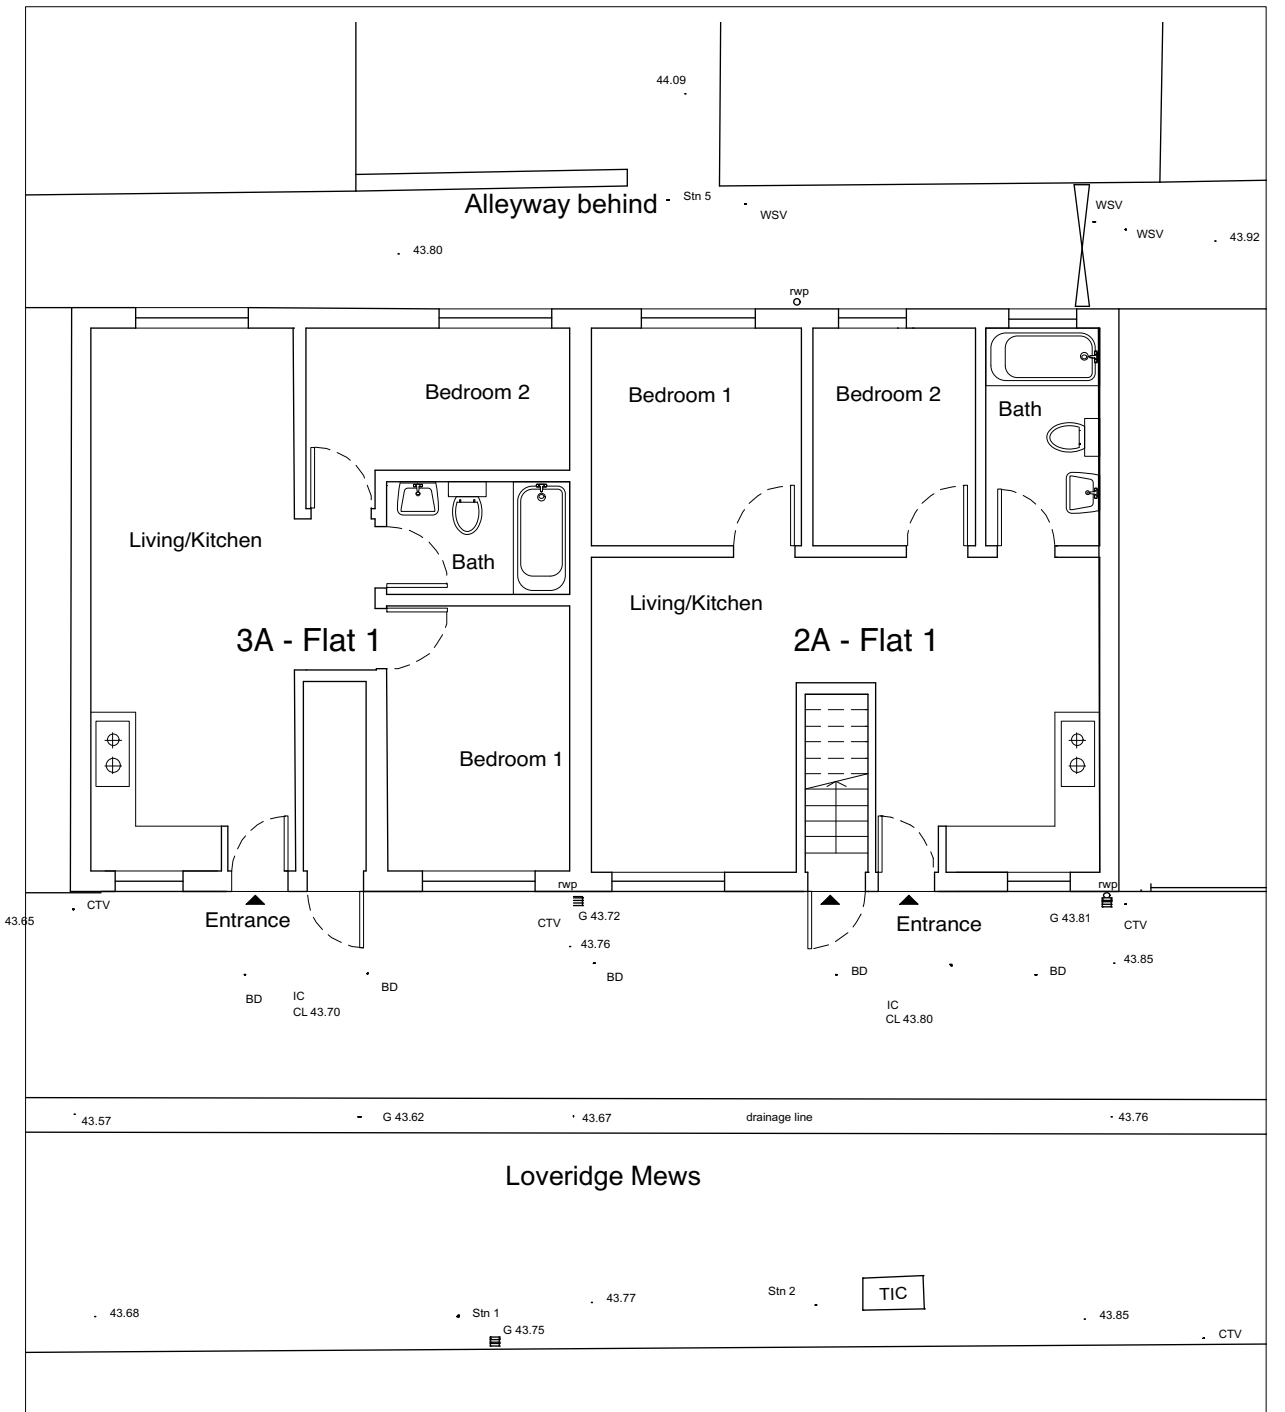 44.09
Alleyway behind
Stn 5
WSV
WSV
WSV
43.92
43.80
rwp
Bedroom 2
Bedroom 1
Bedroom 2
Bath
Living/Kitchen
Bath
Living/Kitchen
3A - Flat 1
2A - Flat 1
Bedroom 1
rwp
rwp
CTV
43.65
Entrance
CTV
G 43.72
Entrance
G 43.81
CTV
43.76
43.85
BD
IC
CL 43.70
BD
BD
BD
IC
CL 43.80
BD
43.57
G 43.62
43.67
drainage line
43.76
Loveridge Mews
43.68
Stn 1
G 43.75
43.77
Stn 2
TIC
43.85
CTV